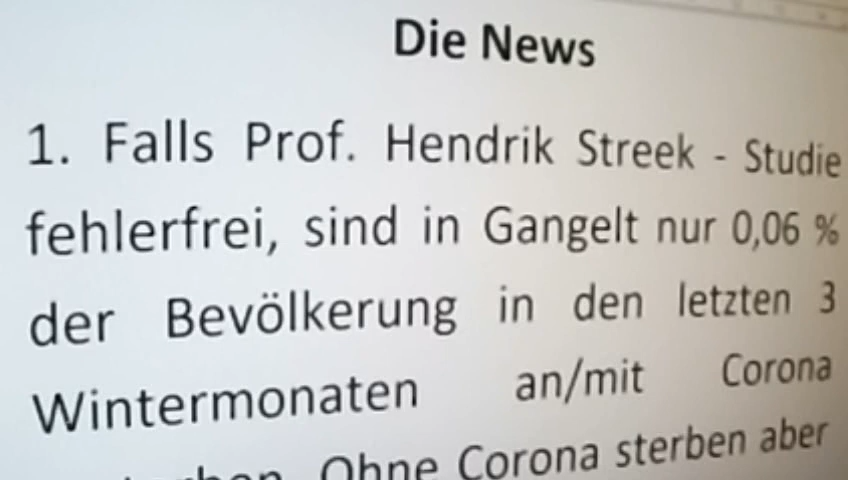 Die News
1. Falls Prof. Hendrik Streek - Studie
fehlerfrei, sind in Gangelt nur 0,06 %
der Bevölkerung in den letzten 3
Wintermonaten an/mit Corona
Ohne Corona sterben aber